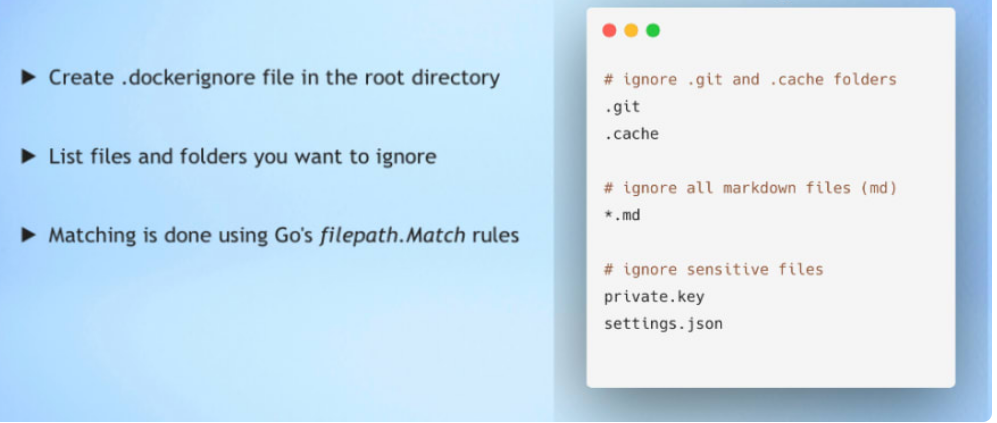 ▶ Create .dockerignore file in the root directory
▶ List files and folders you want to ignore
▶ Matching is done using Go's filepath.Match rules
# ignore .git and .cache folders
.git
.cache
# ignore all markdown files (md)
*.md
# ignore sensitive files
private.key
settings.json